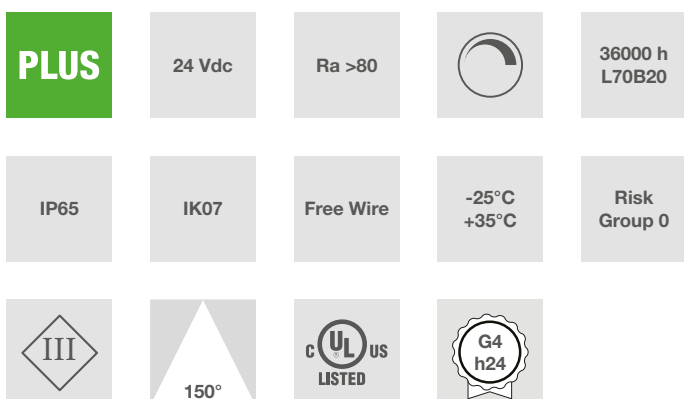 PLUS
24 Vdc
Ra >80
36000 h
L70B20
IP65
IK07
Free Wire
-25°C
+35°C
Risk
Group 0
III
150°
C UL US
®
LISTED
G4
h24